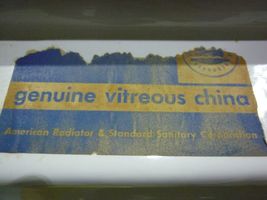 genuine vitreous china
American Radiator & Standard Sanitary Corporation